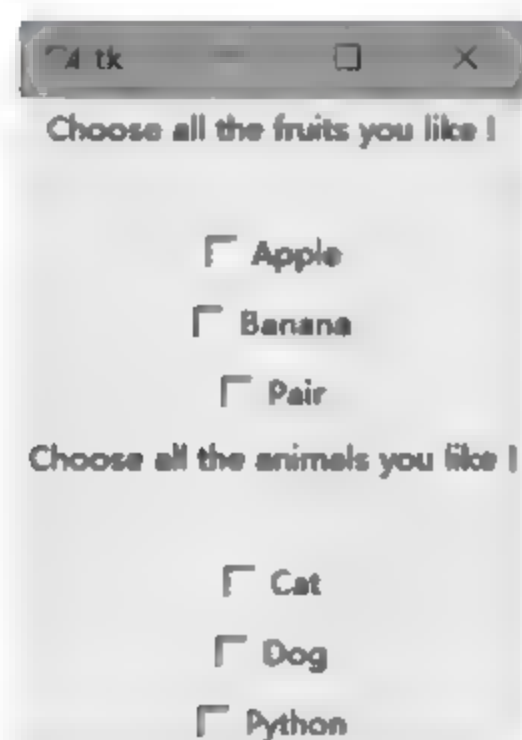 tk
Choose all the fruits you like !
Apple
Banana
Pair
Choose all the animals you like !
Cat
Dog
Python